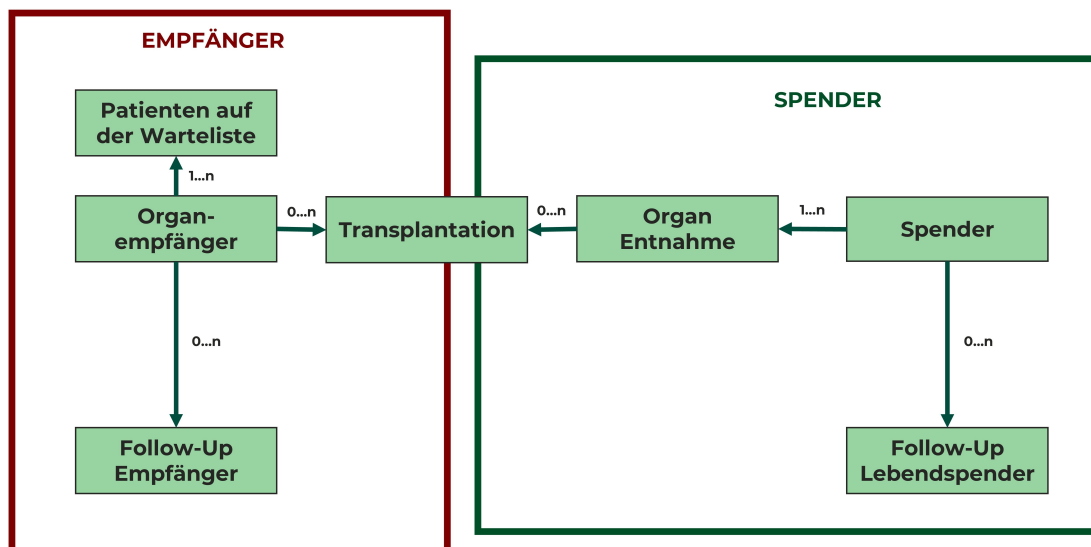 EMPFÄNGER
SPENDER
Patienten auf
der Warteliste
1...n
Organ-
empfänger
0...n
Transplantation
0...n
Organ
Entnahme
1...n
Spender
0...n
0...n
Follow-Up
Empfänger
Follow-Up
Lebendspender